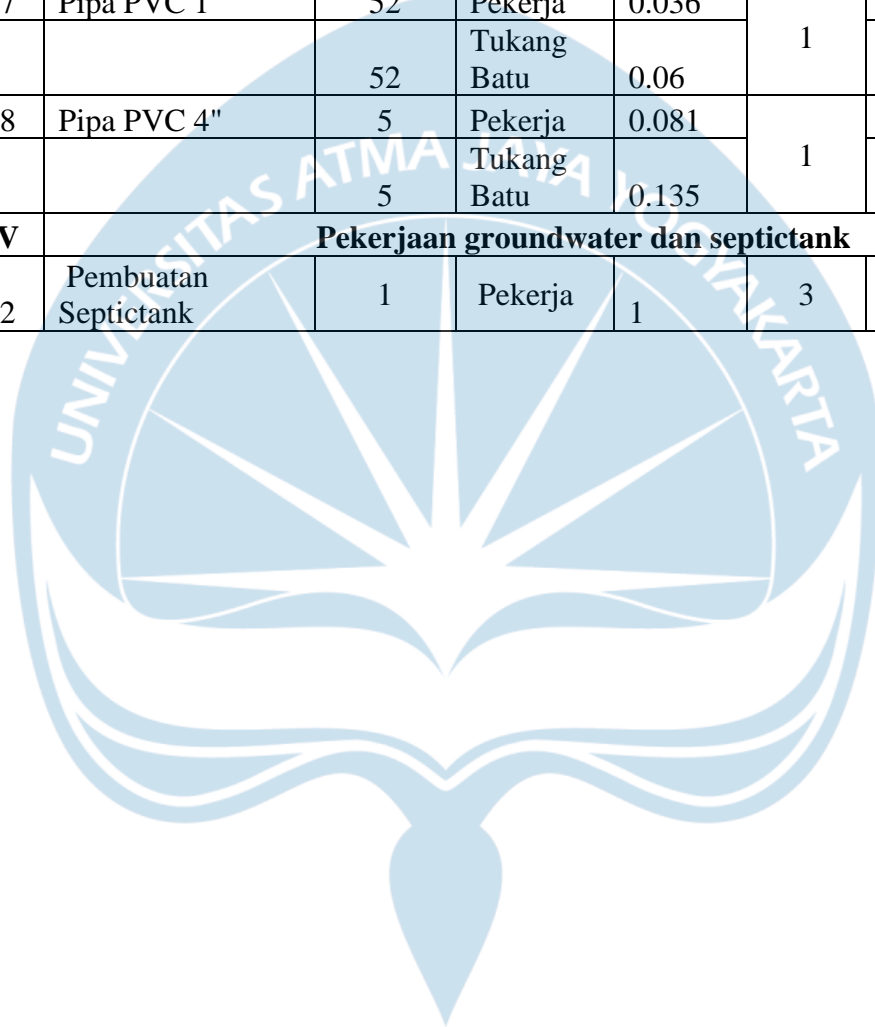 7 Pipa PVC 1 52 Pekerja 0.036 1
52 Tukang Batu 0.06
8 Pipa PVC 4" 5 Pekerja 0.081 1
5 Tukang Batu 0.135
V Pekerjaan groundwater dan septictank
2 Pembuatan Septictank 1 Pekerja 1 3
UNIVERSITAS ATMA JAYA YOGYAKARTA